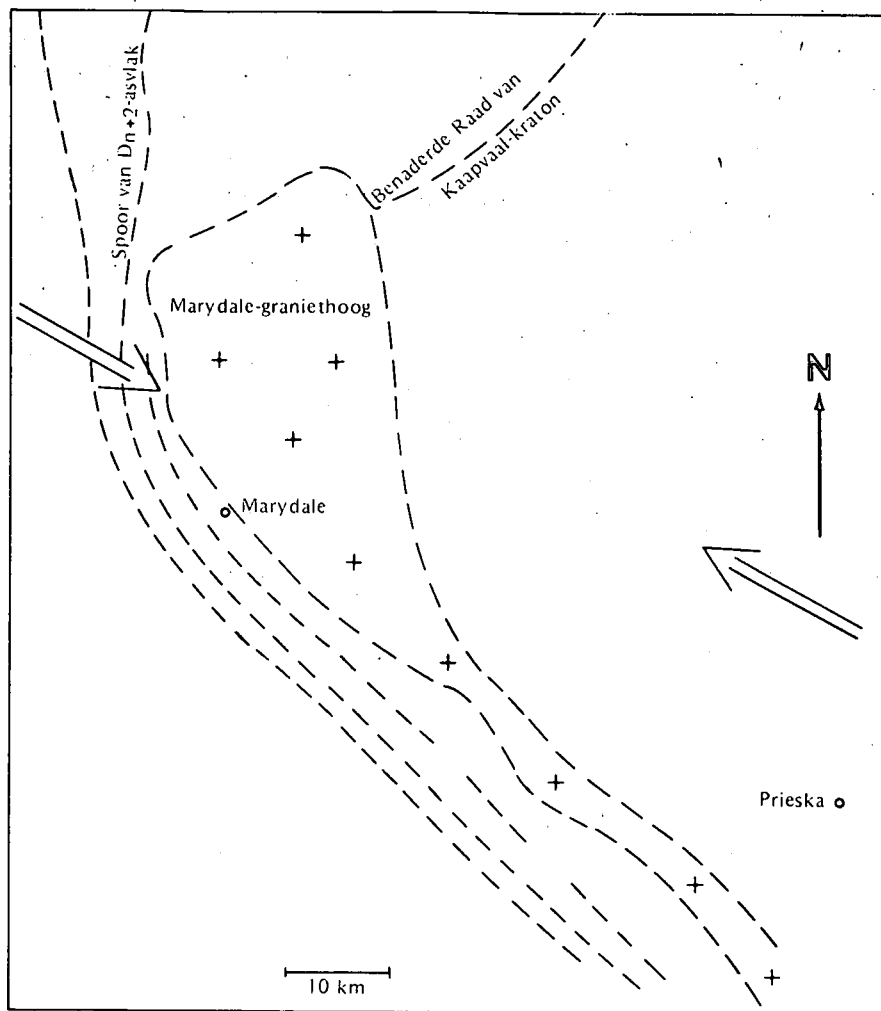 Spoor van Dn+2-asvlak
Benaderde Raad van
Kaapvaal-kraton
Marydale-graniethoog
N
Marydale
Prieska
10 km